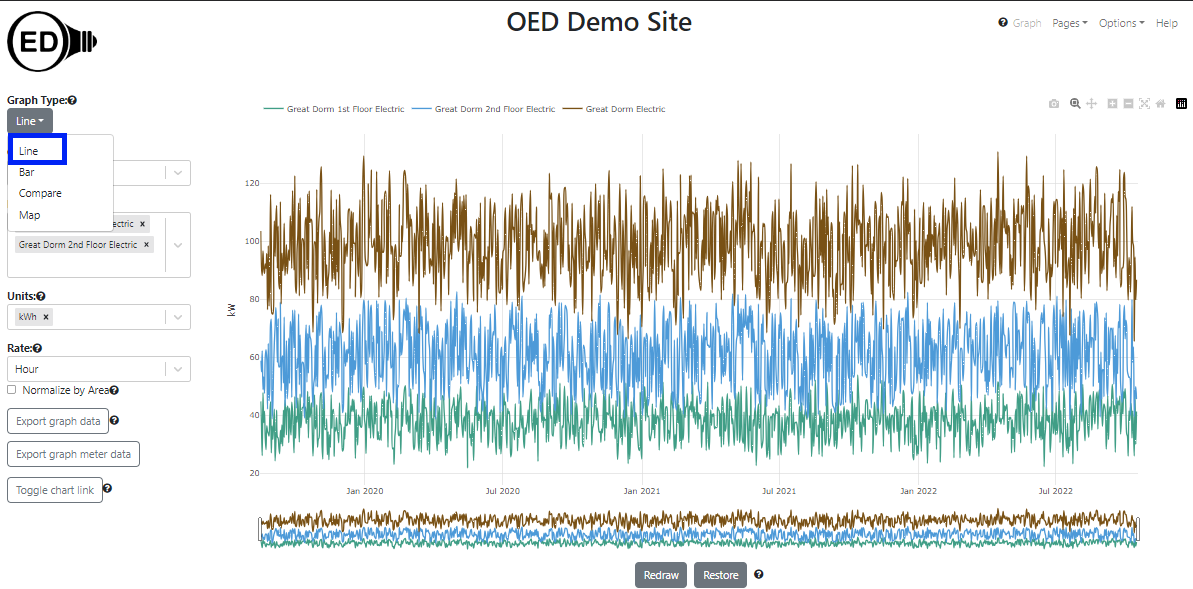 OED Demo Site
ED
Graph Pages Options Help
Graph Type:
Line
Line
Bar
Compare
Map
ectric ×
Great Dorm 2nd Floor Electric ×
Units:
kWh ×
Rate:
Hour
Normalize by Area
Export graph data
Export graph meter data
Toggle chart link
Great Dorm 1st Floor Electric Great Dorm 2nd Floor Electric Great Dorm Electric
kW
120
100
80
60
40
20
Jan 2020 Jul 2020 Jan 2021 Jul 2021 Jan 2022 Jul 2022
Redraw Restore